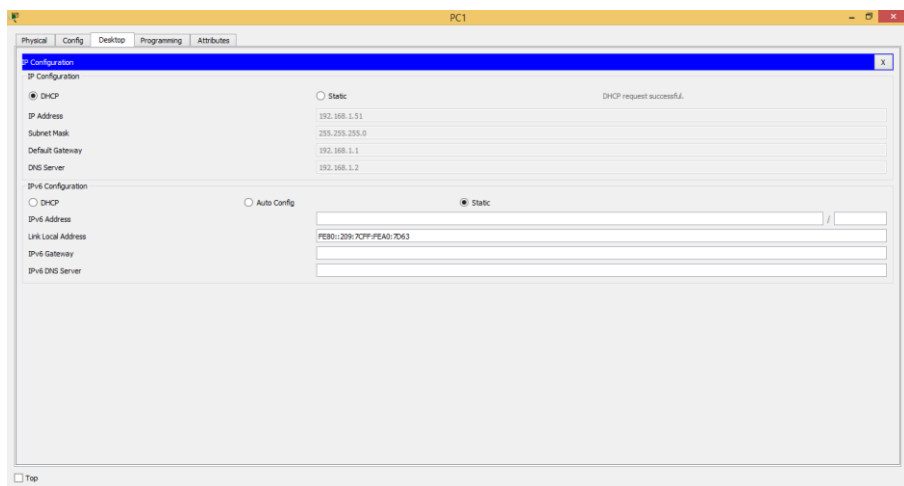 PC1
Physical Config Desktop Programming Attributes
IP Configuration X
IP Configuration
DHCP Static DHCP request successful.
IP Address 192.168.1.51
Subnet Mask 255.255.255.0
Default Gateway 192.168.1.1
DNS Server 192.168.1.2
IPv6 Configuration
DHCP Auto Config Static
IPv6 Address /
Link Local Address FE80::209:7CFF:FEA0:7D63
IPv6 Gateway
IPv6 DNS Server
Top